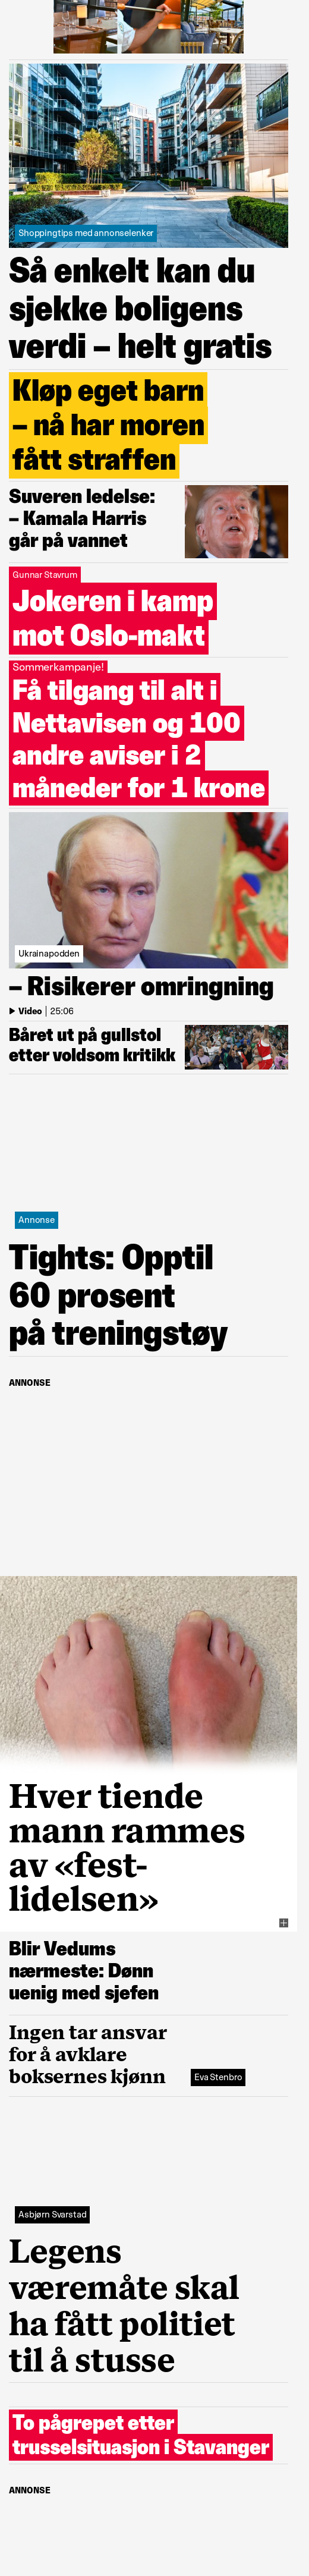 Shoppingtips med annonselenker
Så enkelt kan du
sjekke boligens
verdi – helt gratis
Kløp eget barn
– nå har moren
fått straffen
Suveren ledelse:
– Kamala Harris
går på vannet
Gunnar Stavrum
Jokeren i kamp
mot Oslo-makt
Sommerkampanje!
Få tilgang til alt i
Nettavisen og 100
andre aviser i 2
måneder for 1 krone
Ukrainapodden
– Risikerer omringning
Video | 25:06
Båret ut på gullstol
etter voldsom kritikk
Annonse
Tights: Opptil
60 prosent
på treningstøy
ANNONSE
Hver tiende
mann rammes
av «fest-
lidelsen»
Blir Vedums
nærmeste: Dønn
uenig med sjefen
Ingen tar ansvar
for å avklare
boksernes kjønn
Eva Stenbro
Asbjørn Svarstad
Legens
væremåte skal
ha fått politiet
til å stusse
To pågrepet etter
trusselsituasjon i Stavanger
ANNONSE